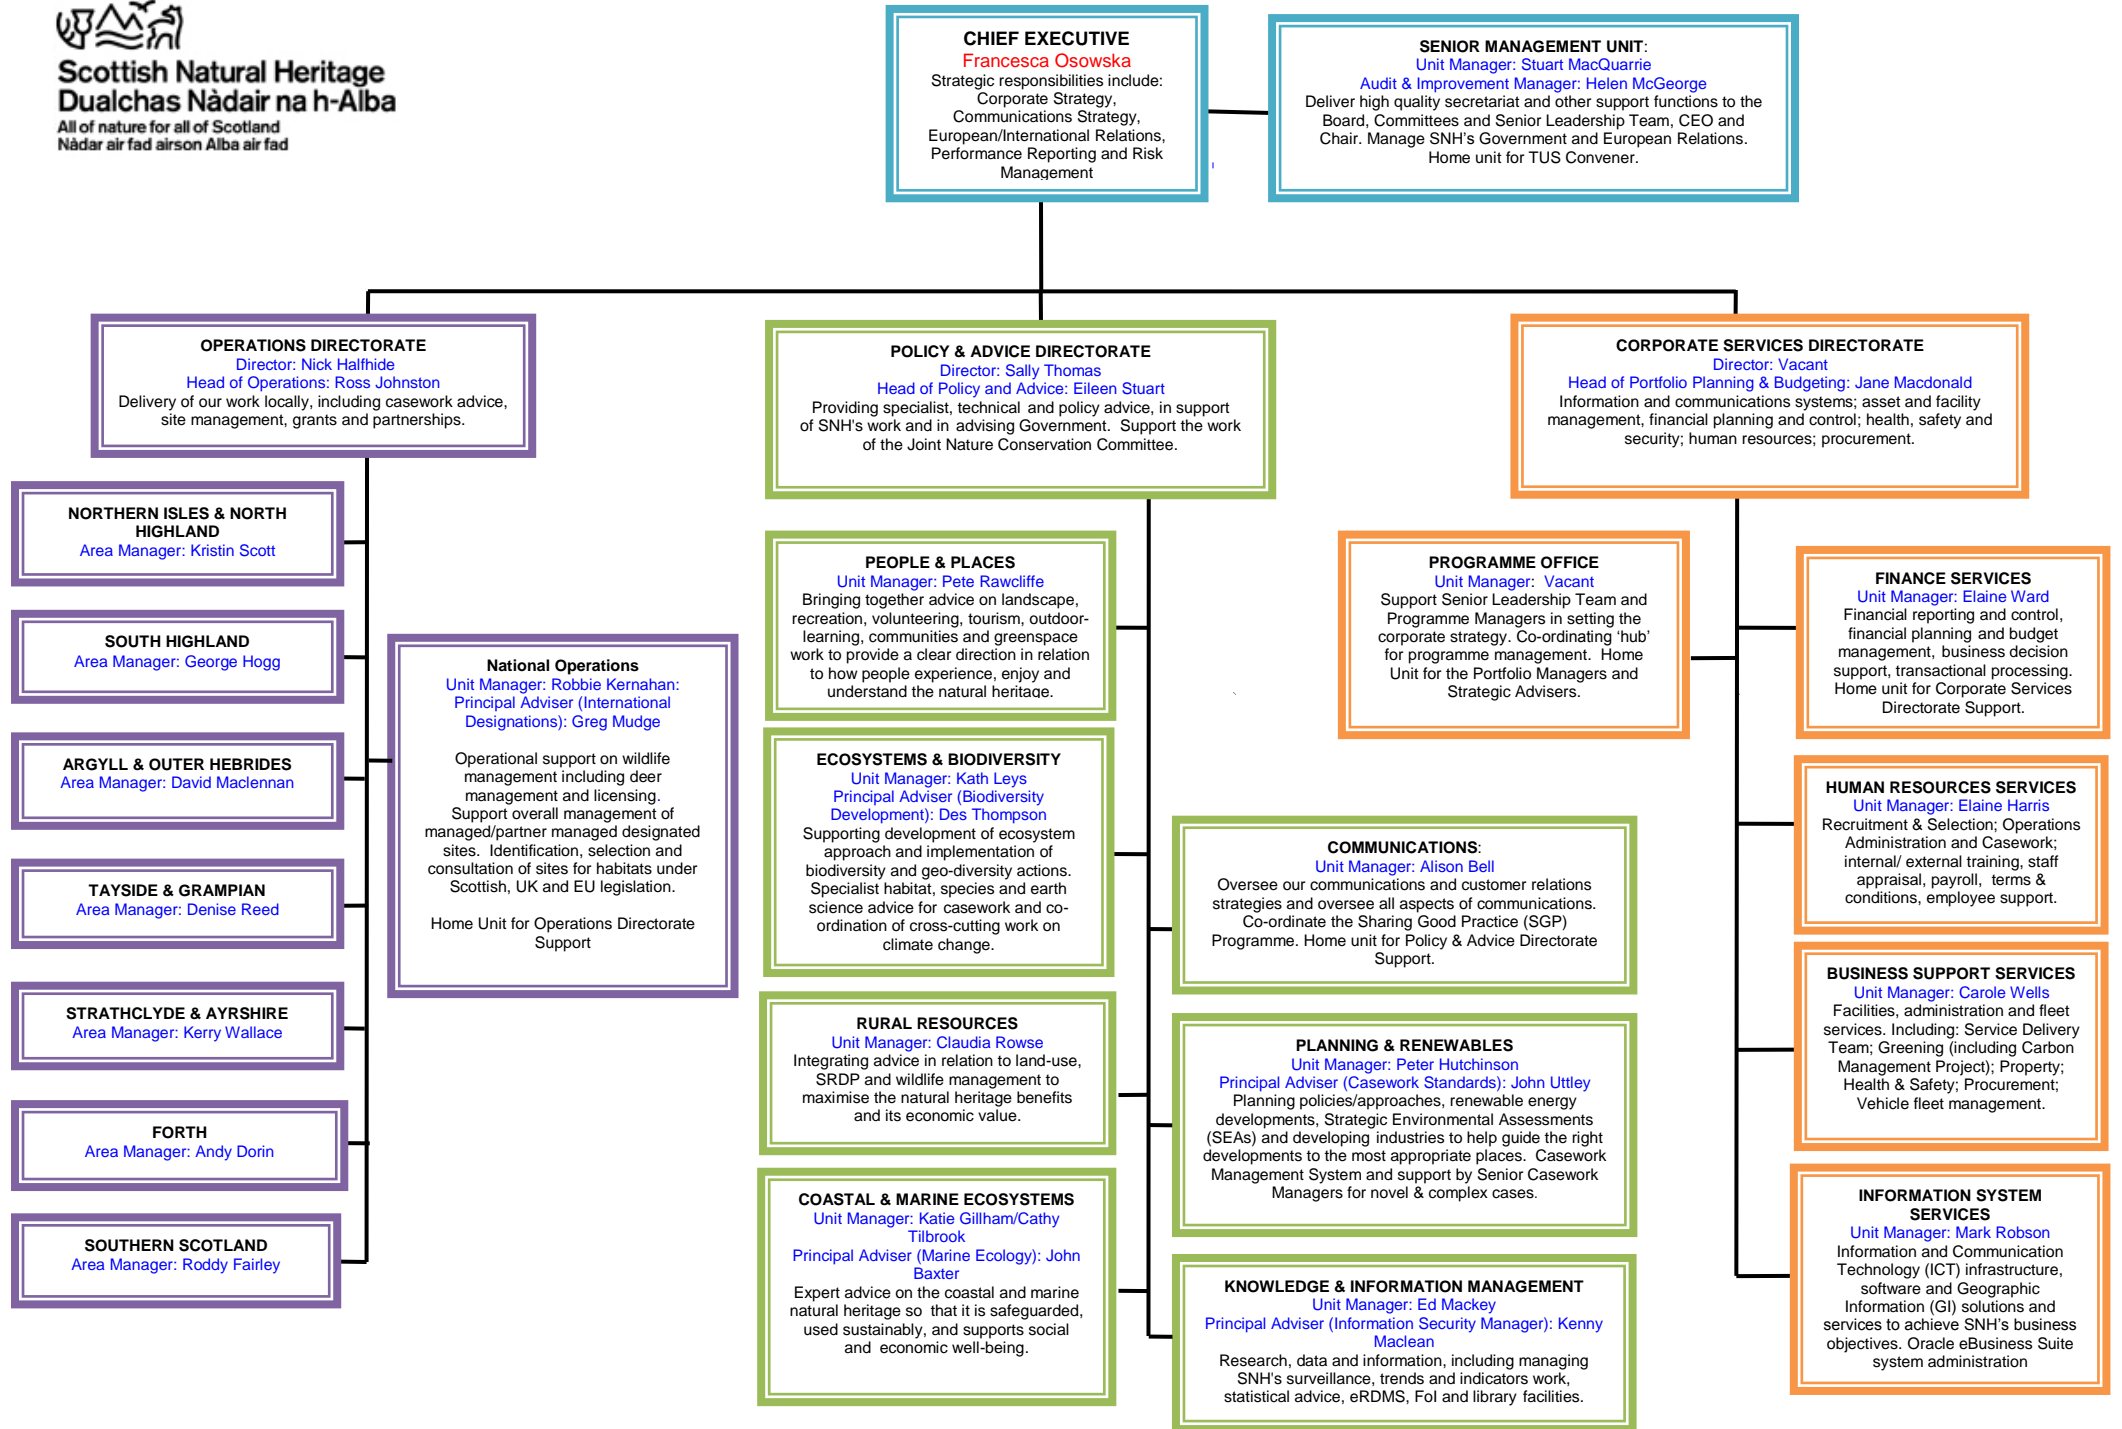 Scottish Natural Heritage
Dualchas Nàdair na h-Alba
All of nature for all of Scotland
Nàdar air fad airson Alba air fad
CHIEF EXECUTIVE
Francesca Osowska
Strategic responsibilities include:
Corporate Strategy,
Communications Strategy,
European/International Relations,
Performance Reporting and Risk
Management
SENIOR MANAGEMENT UNIT:
Unit Manager: Stuart MacQuarrie
Audit & Improvement Manager: Helen McGeorge
Deliver high quality secretariat and other support functions to the
Board, Committees and Senior Leadership Team, CEO and
Chair. Manage SNH's Government and European Relations.
Home unit for TUS Convener.
OPERATIONS DIRECTORATE
Director: Nick Halfhide
Head of Operations: Ross Johnston
Delivery of our work locally, including casework advice,
site management, grants and partnerships.
NORTHERN ISLES & NORTH
HIGHLAND
Area Manager: Kristin Scott
SOUTH HIGHLAND
Area Manager: George Hogg
ARGYLL & OUTER HEBRIDES
Area Manager: David Maclennan
TAYSIDE & GRAMPIAN
Area Manager: Denise Reed
STRATHCLYDE & AYRSHIRE
Area Manager: Kerry Wallace
FORTH
Area Manager: Andy Dorin
SOUTHERN SCOTLAND
Area Manager: Roddy Fairley
National Operations
Unit Manager: Robbie Kernahan:
Principal Adviser (International
Designations): Greg Mudge
Operational support on wildlife
management including deer
management and licensing.
Support overall management of
managed/partner managed designated
sites. Identification, selection and
consultation of sites for habitats under
Scottish, UK and EU legislation.
Home Unit for Operations Directorate
Support
POLICY & ADVICE DIRECTORATE
Director: Sally Thomas
Head of Policy and Advice: Eileen Stuart
Providing specialist, technical and policy advice, in support
of SNH's work and in advising Government. Support the work
of the Joint Nature Conservation Committee.
PEOPLE & PLACES
Unit Manager: Pete Rawcliffe
Bringing together advice on landscape,
recreation, volunteering, tourism, outdoor-
learning, communities and greenspace
work to provide a clear direction in relation
to how people experience, enjoy and
understand the natural heritage.
ECOSYSTEMS & BIODIVERSITY
Unit Manager: Kath Leys
Principal Adviser (Biodiversity
Development): Des Thompson
Supporting development of ecosystem
approach and implementation of
biodiversity and geo-diversity actions.
Specialist habitat, species and earth
science advice for casework and co-
ordination of cross-cutting work on
climate change.
RURAL RESOURCES
Unit Manager: Claudia Rowse
Integrating advice in relation to land-use,
SRDP and wildlife management to
maximise the natural heritage benefits
and its economic value.
COASTAL & MARINE ECOSYSTEMS
Unit Manager: Katie Gillham/Cathy
Tilbrook
Principal Adviser (Marine Ecology): John
Baxter
Expert advice on the coastal and marine
natural heritage so that it is safeguarded,
used sustainably, and supports social
and economic well-being.
COMMUNICATIONS:
Unit Manager: Alison Bell
Oversee our communications and customer relations
strategies and oversee all aspects of communications.
Co-ordinate the Sharing Good Practice (SGP)
Programme. Home unit for Policy & Advice Directorate
Support.
PLANNING & RENEWABLES
Unit Manager: Peter Hutchinson
Principal Adviser (Casework Standards): John Uttley
Planning policies/approaches, renewable energy
developments, Strategic Environmental Assessments
(SEAs) and developing industries to help guide the right
developments to the most appropriate places. Casework
Management System and support by Senior Casework
Managers for novel & complex cases.
KNOWLEDGE & INFORMATION MANAGEMENT
Unit Manager: Ed Mackey
Principal Adviser (Information Security Manager): Kenny
Maclean
Research, data and information, including managing
SNH's surveillance, trends and indicators work,
statistical advice, eRDMS, FoI and library facilities.
CORPORATE SERVICES DIRECTORATE
Director: Vacant
Head of Portfolio Planning & Budgeting: Jane Macdonald
Information and communications systems; asset and facility
management, financial planning and control; health, safety and
security; human resources; procurement.
PROGRAMME OFFICE
Unit Manager: Vacant
Support Senior Leadership Team and
Programme Managers in setting the
corporate strategy. Co-ordinating ‘hub’
for programme management. Home
Unit for the Portfolio Managers and
Strategic Advisers.
FINANCE SERVICES
Unit Manager: Elaine Ward
Financial reporting and control,
financial planning and budget
management, business decision
support, transactional processing.
Home unit for Corporate Services
Directorate Support.
HUMAN RESOURCES SERVICES
Unit Manager: Elaine Harris
Recruitment & Selection; Operations
Administration and Casework;
internal/ external training, staff
appraisal, payroll, terms &
conditions, employee support.
BUSINESS SUPPORT SERVICES
Unit Manager: Carole Wells
Facilities, administration and fleet
services. Including: Service Delivery
Team; Greening (including Carbon
Management Project); Property;
Health & Safety; Procurement;
Vehicle fleet management.
INFORMATION SYSTEM
SERVICES
Unit Manager: Mark Robson
Information and Communication
Technology (ICT) infrastructure,
software and Geographic
Information (GI) solutions and
services to achieve SNH's business
objectives. Oracle eBusiness Suite
system administration